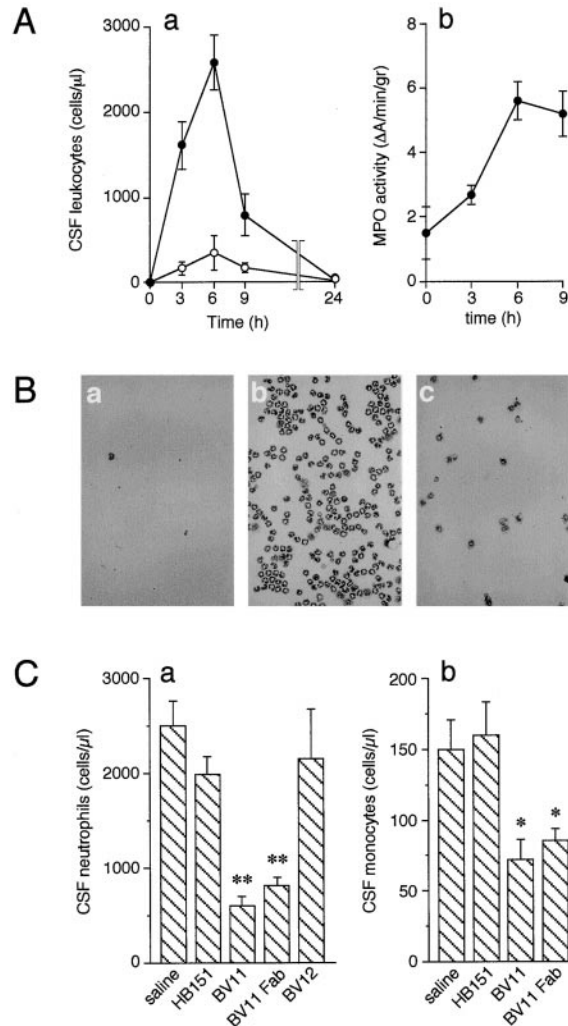 A
a
b
CSF leukocytes (cells/µl)
3000
2000
1000
0
0 3 6 9 24
Time (h)
MPO activity (ΔA/min/gr)
8
6
4
2
0
0 3 6 9
time (h)
B
a
b
c
C
a
b
CSF neutrophils (cells/µl)
3000
2000
1000
0
** **
saline HB151 BV11 BV11 Fab BV12
CSF monocytes (cells/µl)
200
150
100
50
0
* *
saline HB151 BV11 BV11 Fab